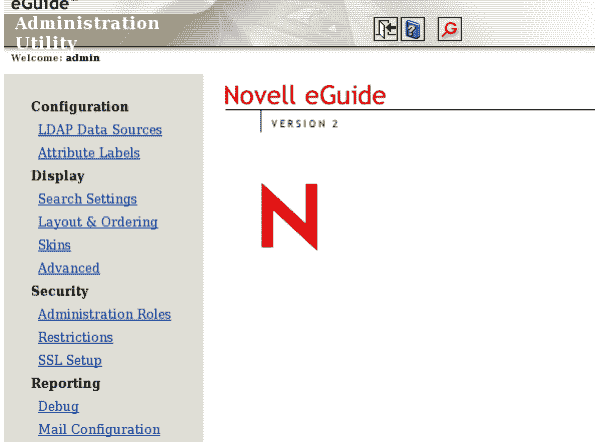 eGuide™
Administration
Utility
Welcome: admin
Configuration
LDAP Data Sources
Attribute Labels
Display
Search Settings
Layout & Ordering
Skins
Advanced
Security
Administration Roles
Restrictions
SSL Setup
Reporting
Debug
Mail Configuration
Novell eGuide
VERSION 2
N